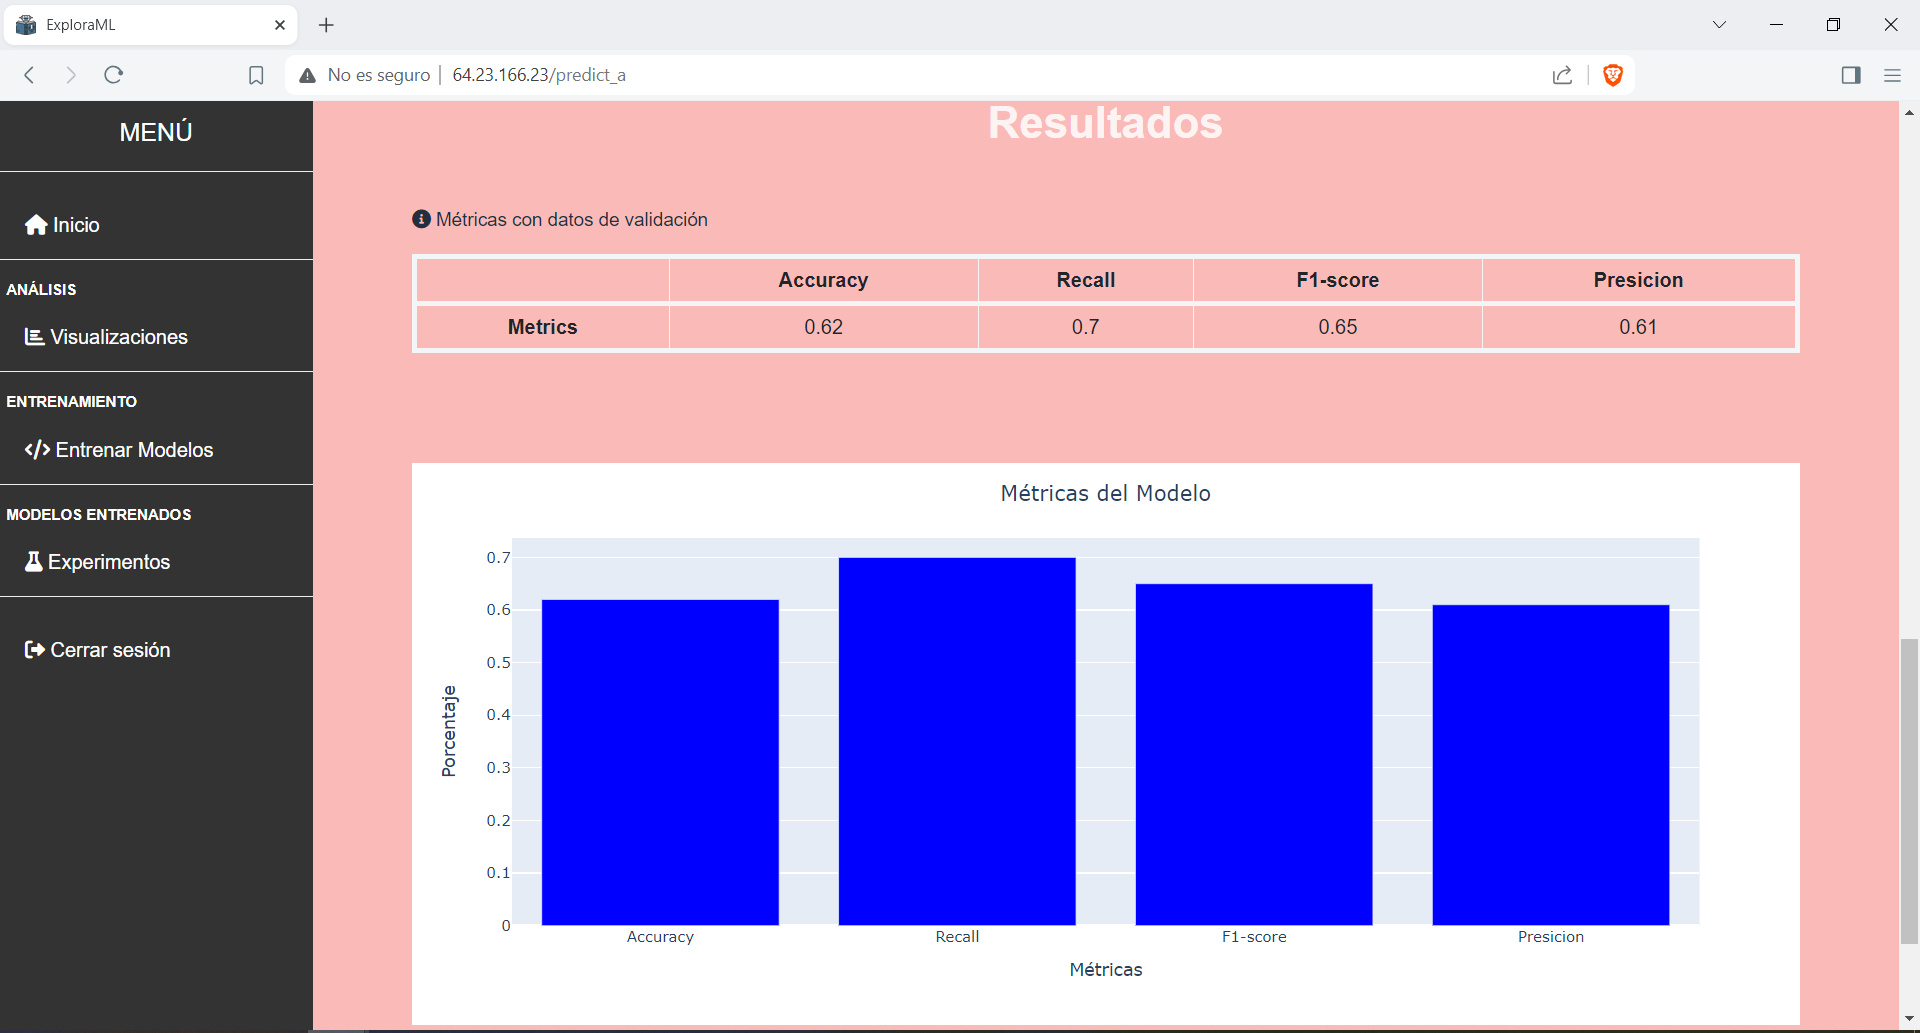 ExploraML
No es seguro 64.23.166.23/predict_a
MENÚ
Inicio
ANÁLISIS
Visualizaciones
ENTRENAMIENTO
Entrenar Modelos
MODELOS ENTRENADOS
Experimentos
Cerrar sesión
Resultados
Métricas con datos de validación
Accuracy Recall F1-score Presicion
Metrics 0.62 0.7 0.65 0.61
Métricas del Modelo
Porcentaje
0.7
0.6
0.5
0.4
0.3
0.2
0.1
0
Accuracy Recall F1-score Presicion
Métricas